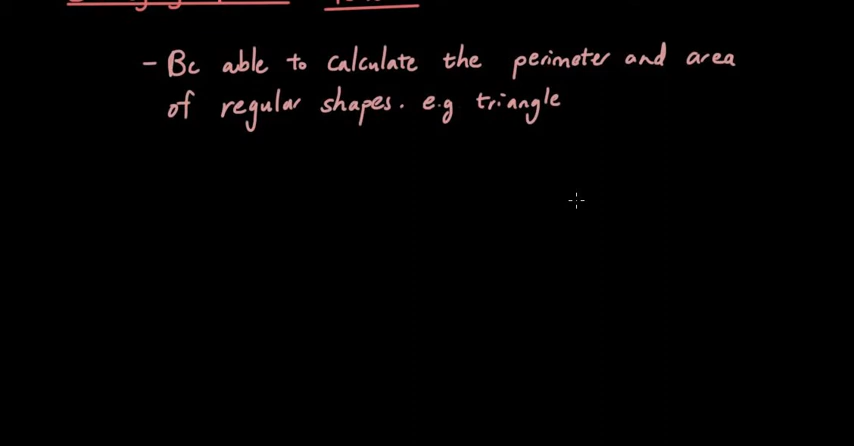 - Be able to calculate the perimeter and area
of regular shapes. e.g triangle